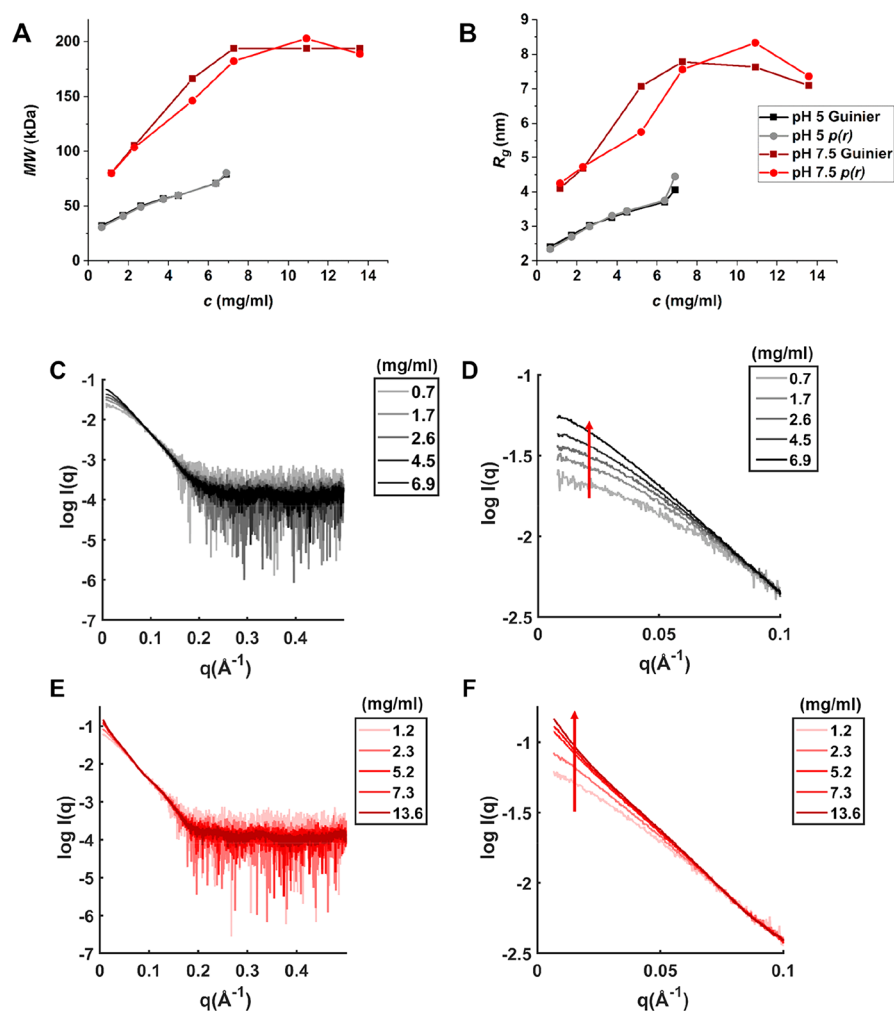 A
200
150
100
50
0
MW (kDa)
0 2 4 6 8 10 12 14
c (mg/ml)
B
9
8
7
6
5
4
3
2
Rg (nm)
0 2 4 6 8 10 12 14
c (mg/ml)
pH 5 Guinier
pH 5 p(r)
pH 7.5 Guinier
pH 7.5 p(r)
C
(mg/ml)
0.7
1.7
2.6
4.5
6.9
-1
-2
-3
-4
-5
-6
-7
log I(q)
0 0.1 0.2 0.3 0.4
q(Å⁻¹)
D
(mg/ml)
0.7
1.7
2.6
4.5
6.9
-1
-1.5
-2
-2.5
log I(q)
0 0.05 0.1
q(Å⁻¹)
E
(mg/ml)
1.2
2.3
5.2
7.3
13.6
-1
-2
-3
-4
-5
-6
-7
log I(q)
0 0.1 0.2 0.3 0.4
q(Å⁻¹)
F
(mg/ml)
1.2
2.3
5.2
7.3
13.6
-1
-1.5
-2
-2.5
log I(q)
0 0.05 0.1
q(Å⁻¹)